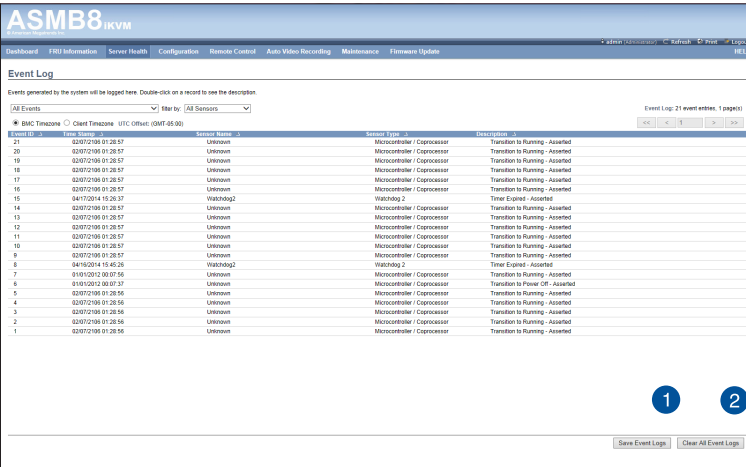 ASMB8 iKVM
© American Megatrends Inc.
• admin (Administrator) Refresh Print Logou
Dashboard FRU Information Server Health Configuration Remote Control Auto Video Recording Maintenance Firmware Update HEL
Event Log
Events generated by the system will be logged here. Double-click on a record to see the description.
All Events filter by: All Sensors Event Log: 21 event entries, 1 page(s)
BMC Timezone Client Timezone UTC Offset: (GMT-05:00) << < 1 > >>
Event ID Time Stamp Sensor Name Sensor Type Description
21 02/07/2106 01:28:57 Unknown Microcontroller / Coprocessor Transition to Running - Asserted
20 02/07/2106 01:28:57 Unknown Microcontroller / Coprocessor Transition to Running - Asserted
19 02/07/2106 01:28:57 Unknown Microcontroller / Coprocessor Transition to Running - Asserted
18 02/07/2106 01:28:57 Unknown Microcontroller / Coprocessor Transition to Running - Asserted
17 02/07/2106 01:28:57 Unknown Microcontroller / Coprocessor Transition to Running - Asserted
16 02/07/2106 01:28:57 Unknown Microcontroller / Coprocessor Transition to Running - Asserted
15 04/17/2014 15:26:37 Watchdog2 Watchdog 2 Timer Expired - Asserted
14 02/07/2106 01:28:57 Unknown Microcontroller / Coprocessor Transition to Running - Asserted
13 02/07/2106 01:28:57 Unknown Microcontroller / Coprocessor Transition to Running - Asserted
12 02/07/2106 01:28:57 Unknown Microcontroller / Coprocessor Transition to Running - Asserted
11 02/07/2106 01:28:57 Unknown Microcontroller / Coprocessor Transition to Running - Asserted
10 02/07/2106 01:28:57 Unknown Microcontroller / Coprocessor Transition to Running - Asserted
9 02/07/2106 01:28:57 Unknown Microcontroller / Coprocessor Transition to Running - Asserted
8 04/16/2014 15:45:26 Watchdog2 Watchdog 2 Timer Expired - Asserted
7 01/01/2012 00:07:56 Unknown Microcontroller / Coprocessor Transition to Running - Asserted
6 01/01/2012 00:07:37 Unknown Microcontroller / Coprocessor Transition to Power Off - Asserted
5 02/07/2106 01:28:56 Unknown Microcontroller / Coprocessor Transition to Running - Asserted
4 02/07/2106 01:28:56 Unknown Microcontroller / Coprocessor Transition to Running - Asserted
3 02/07/2106 01:28:56 Unknown Microcontroller / Coprocessor Transition to Running - Asserted
2 02/07/2106 01:28:56 Unknown Microcontroller / Coprocessor Transition to Running - Asserted
1 02/07/2106 01:28:56 Unknown Microcontroller / Coprocessor Transition to Running - Asserted
1 2
Save Event Logs Clear All Event Logs